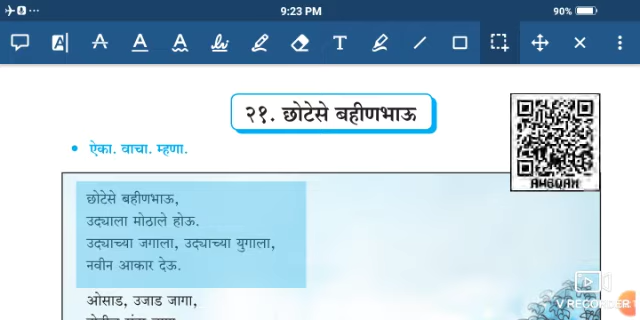 9:23 PM
90%
२१. छोटेसे बहीणभाऊ
• ऐका. वाचा. म्हणा.
AW6QAM
छोटेसे बहीणभाऊ,
उद्याला मोठाले होऊ.
उद्याच्या जगाला, उद्याच्या युगाला,
नवीन आकार देऊ.
ओसाड, उजाड जागा,
V RECORDER